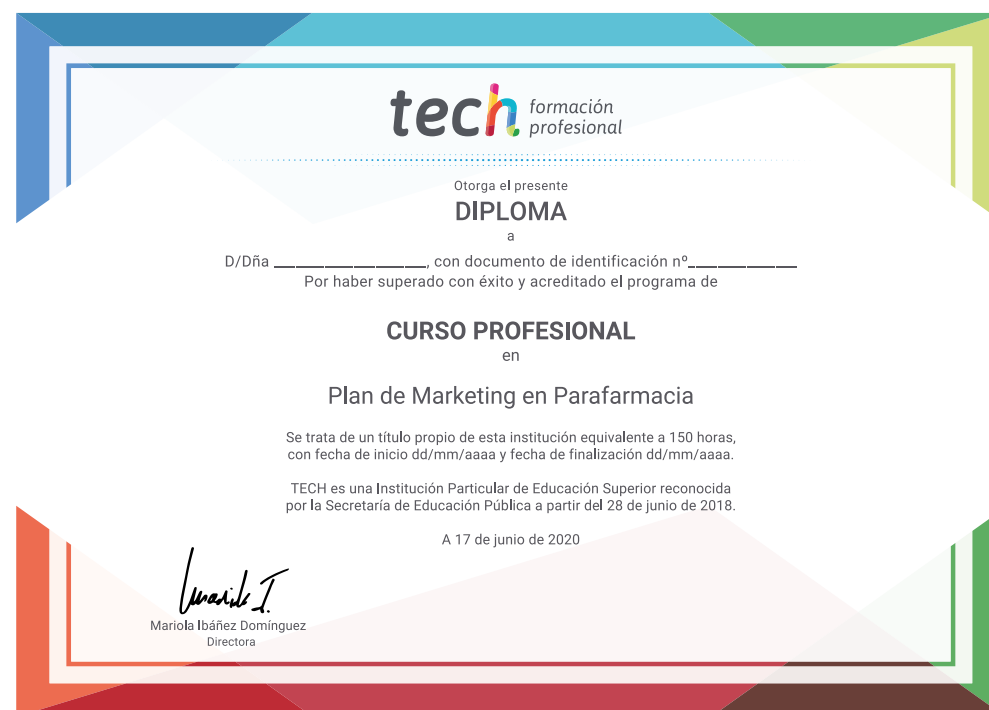 tech formación
profesional
Otorga el presente
DIPLOMA
a
D/Dña ____________________, con documento de identificación nº______________
Por haber superado con éxito y acreditado el programa de
CURSO PROFESIONAL
en
Plan de Marketing en Parafarmacia
Se trata de un título propio de esta institución equivalente a 150 horas,
con fecha de inicio dd/mm/aaaa y fecha de finalización dd/mm/aaaa.
TECH es una Institución Particular de Educación Superior reconocida
por la Secretaría de Educación Pública a partir del 28 de junio de 2018.
A 17 de junio de 2020
Mariola Ibáñez Domínguez
Directora